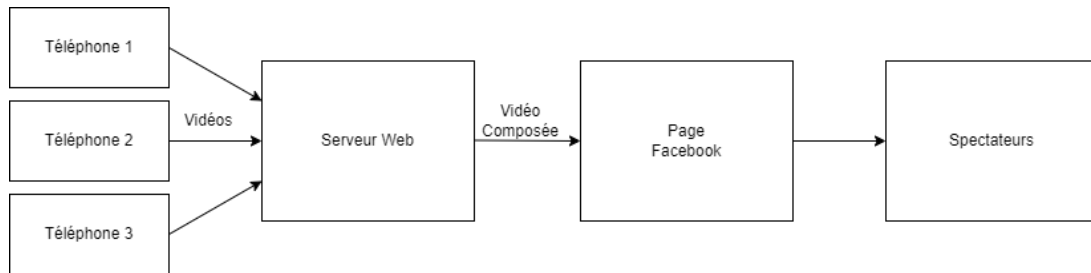 Téléphone 1
Téléphone 2
Téléphone 3
Vidéos
Serveur Web
Vidéo
Composée
Page
Facebook
Spectateurs